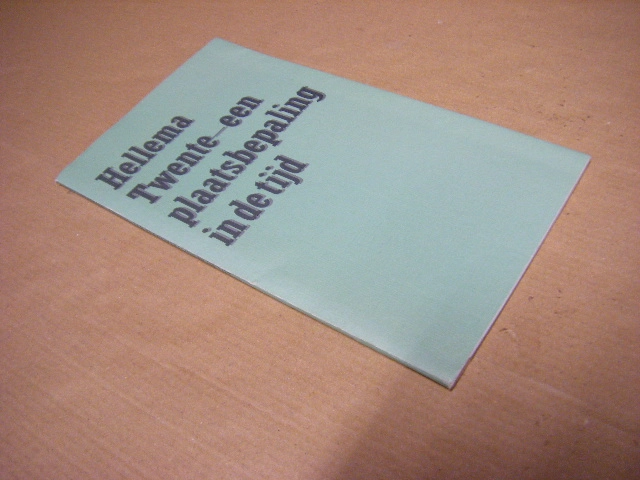 Hellema
Twente—een
plaatsbepaling
in de tijd